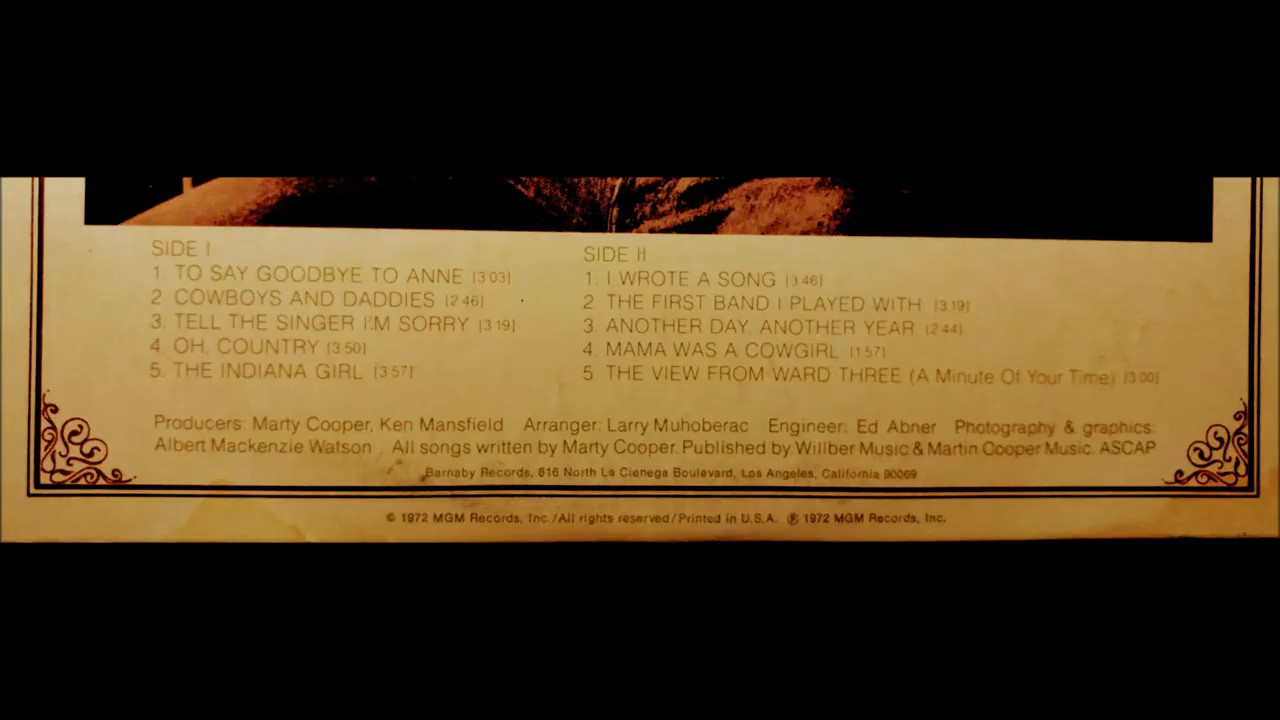 SIDE I
1. TO SAY GOODBYE TO ANNE [3:03]
2. COWBOYS AND DADDIES [2:46]
3. TELL THE SINGER I'M SORRY [3:19]
4. OH, COUNTRY [3:50]
5. THE INDIANA GIRL [3:57]
SIDE II
1. I WROTE A SONG [3:46]
2. THE FIRST BAND I PLAYED WITH [3:19]
3. ANOTHER DAY, ANOTHER YEAR [2:44]
4. MAMA WAS A COWGIRL [1:57]
5. THE VIEW FROM WARD THREE (A Minute Of Your Time) [3:00]
Producers: Marty Cooper, Ken Mansfield Arranger: Larry Muhoberac Engineer: Ed Abner Photography & graphics:
Albert Mackenzie Watson . All songs written by Marty Cooper. Published by Willber Music & Martin Cooper Music. ASCAP
Barnaby Records, 816 North La Cienega Boulevard, Los Angeles, California 90069
© 1972 MGM Records, Inc./All rights reserved/Printed in U.S.A. ℗ 1972 MGM Records, Inc.